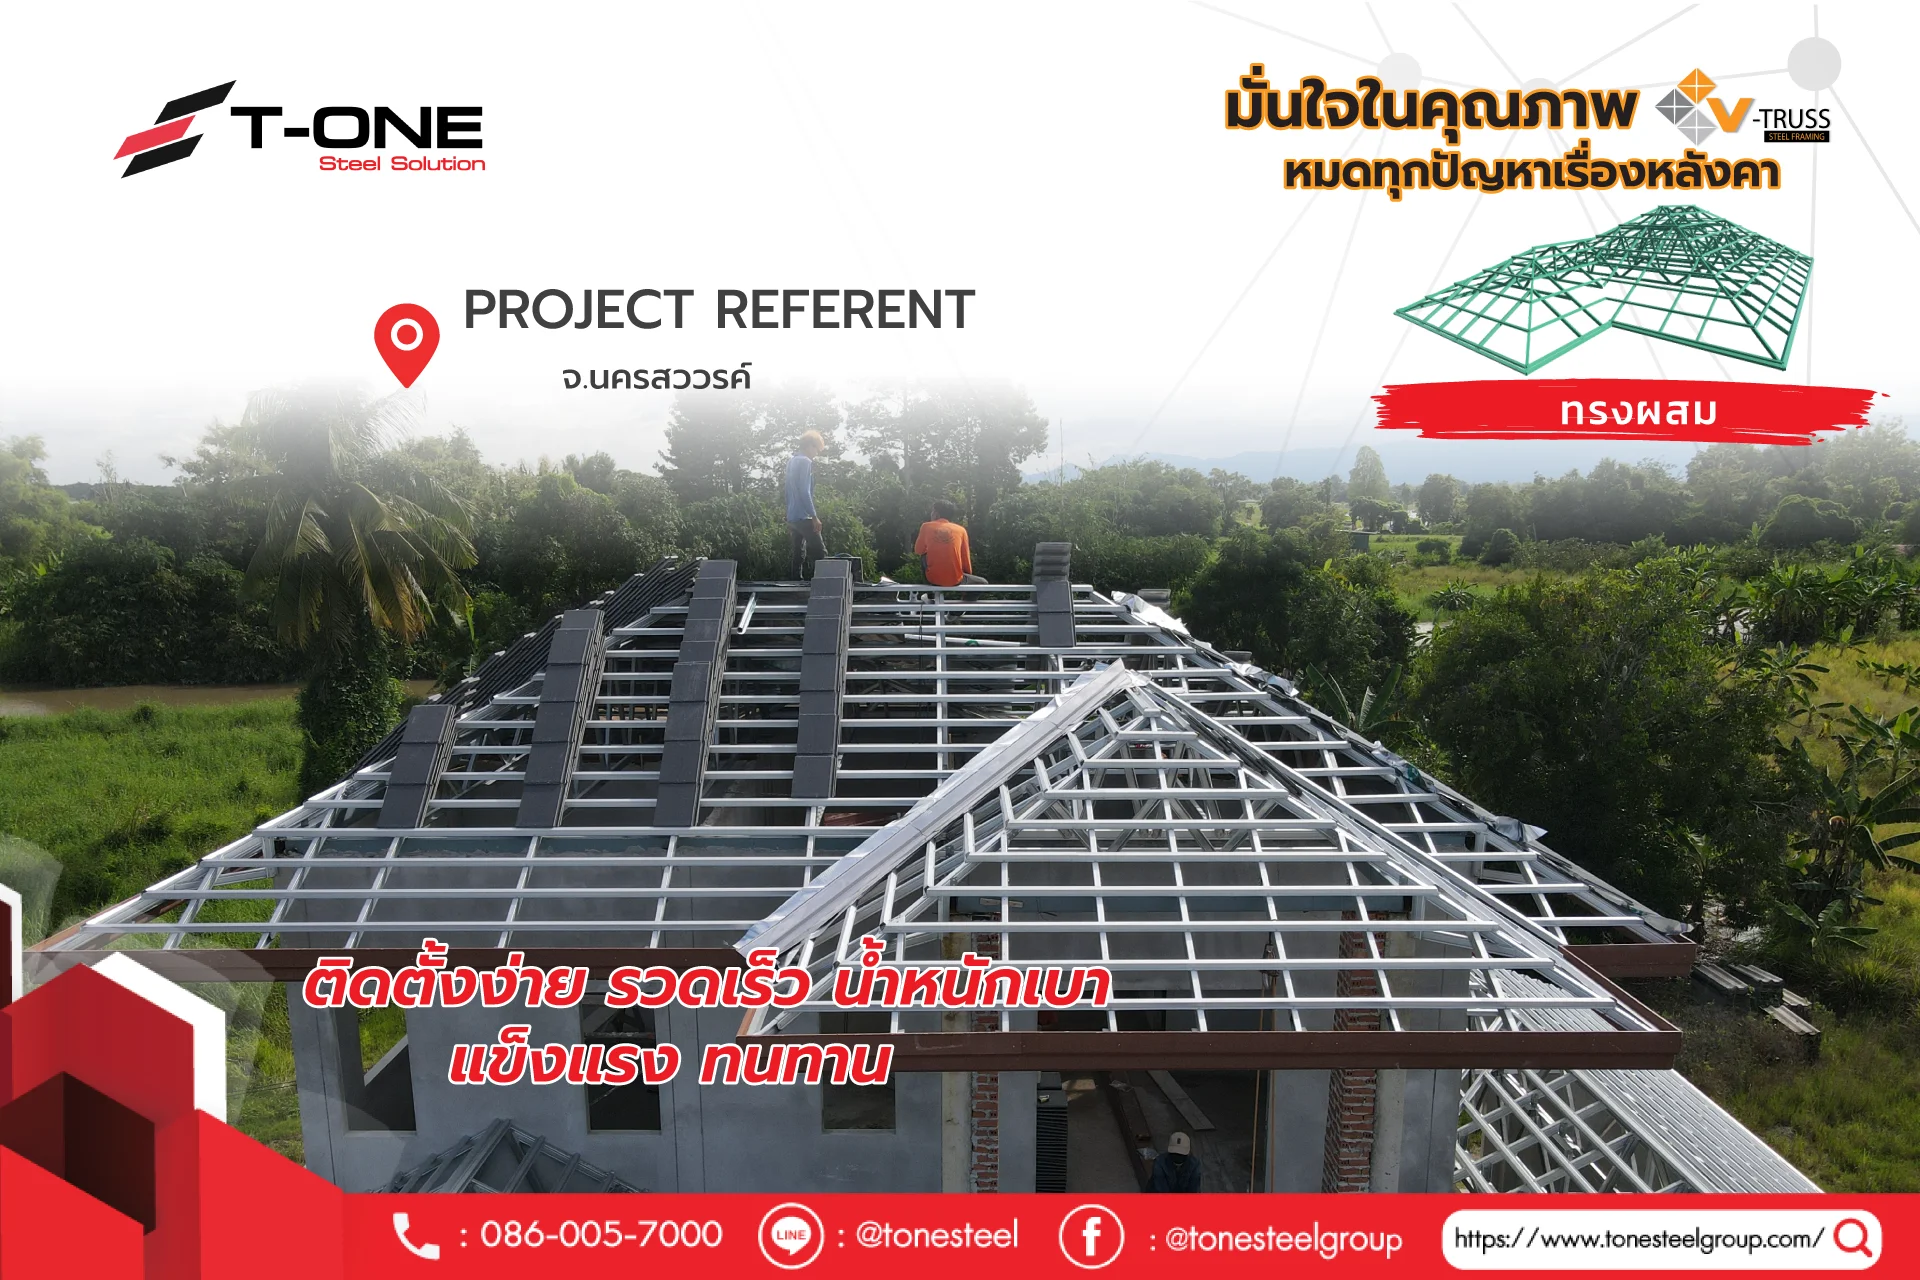 T-ONE
Steel Solution
มั่นใจในคุณภาพ V-TRUSS
STEEL FRAMING
หมดทุกปัญหาเรื่องหลังคา
PROJECT REFERENT
จ.นครสววรค์
ทรงผสม
ติดตั้งง่าย รวดเร็ว น้ำหนักเบา
แข็งแรง ทนทาน
: 086-005-7000
LINE : @tonesteel
: @tonesteelgroup
https://www.tonesteelgroup.com/